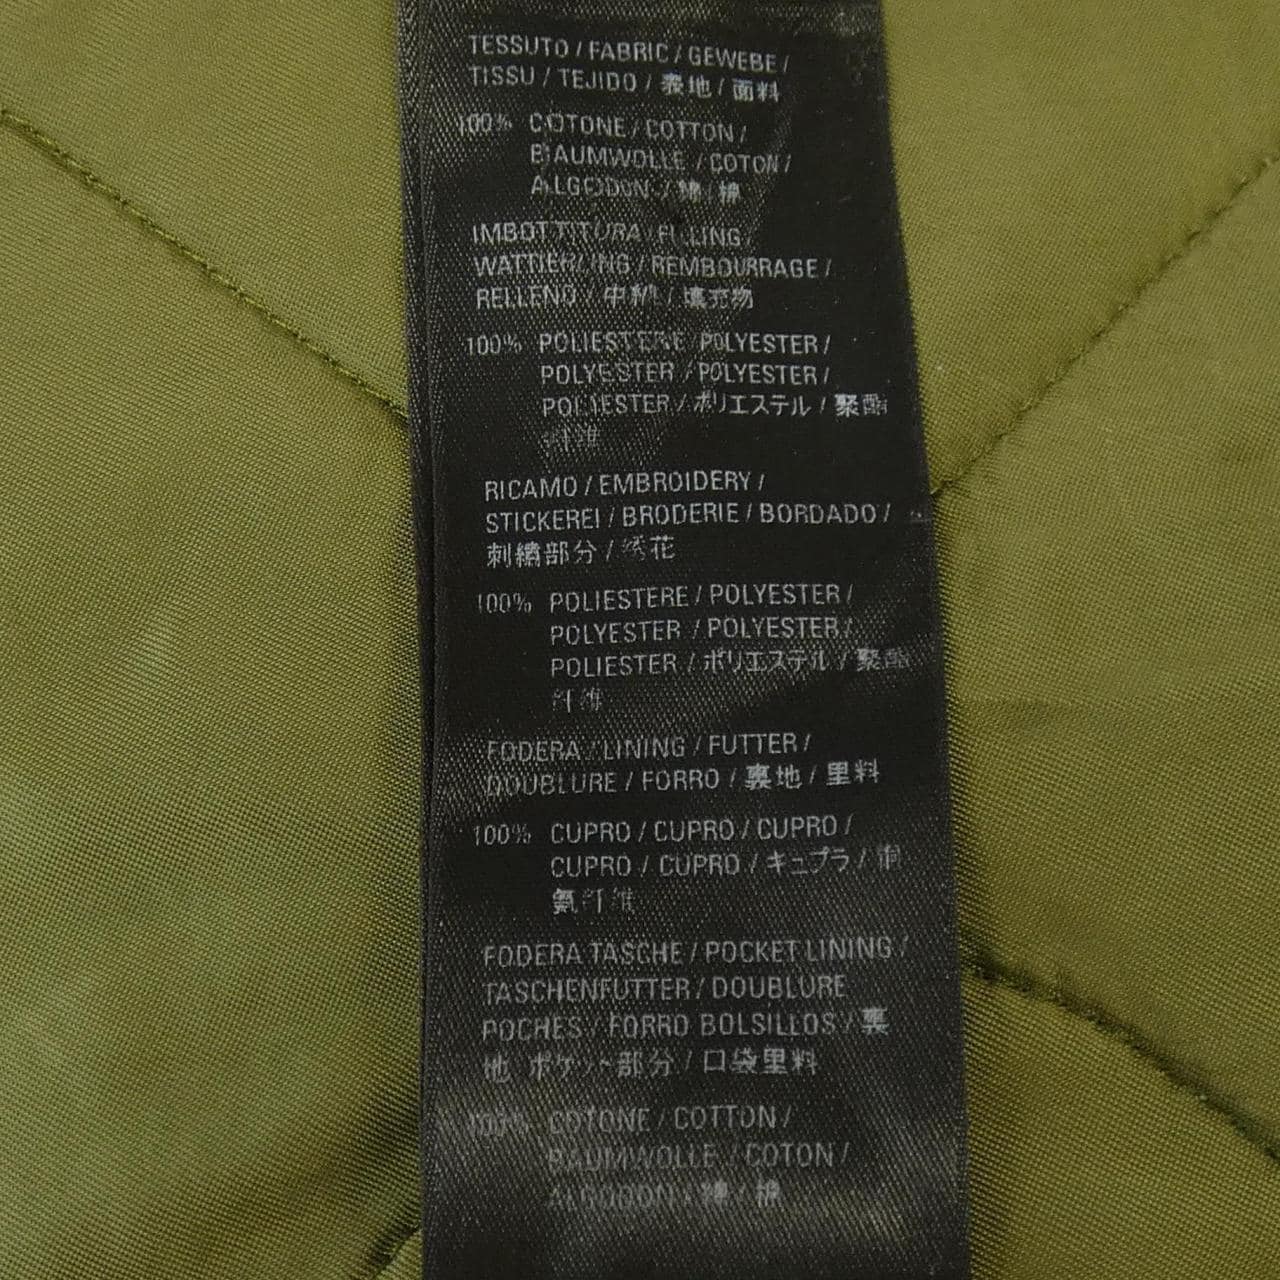 TESSUTO / FABRIC / GEWEBE /
TISSU / TEJIDO / 表地 / 面料
100% COTONE / COTTON /
BAUMWOLLE / COTON /
ALGODON / 綿 / 棉
IMBOTTITURA / FILLING /
WATTIERUNG / REMBOURRAGE /
RELLENO / 中綿 / 填充物
100% POLIESTERE / POLYESTER /
POLYESTER / POLYESTER /
POLIESTER / ポリエステル / 聚酯
纤维
RICAMO / EMBROIDERY /
STICKEREI / BRODERIE / BORDADO /
刺繍部分 / 绣花
100% POLIESTERE / POLYESTER /
POLYESTER / POLYESTER /
POLIESTER / ポリエステル / 聚酯
纤维
FODERA / LINING / FUTTER /
DOUBLURE / FORRO / 裏地 / 里料
100% CUPRO / CUPRO / CUPRO /
CUPRO / CUPRO / キュプラ / 铜
氨纤维
FODERA TASCHE / POCKET LINING /
TASCHENFUTTER / DOUBLURE
POCHES / FORRO BOLSILLOS / 裏
地 ポケット部分 / 口袋里料
100% COTONE / COTTON /
BAUMWOLLE / COTON /
ALGODON / 綿 / 棉